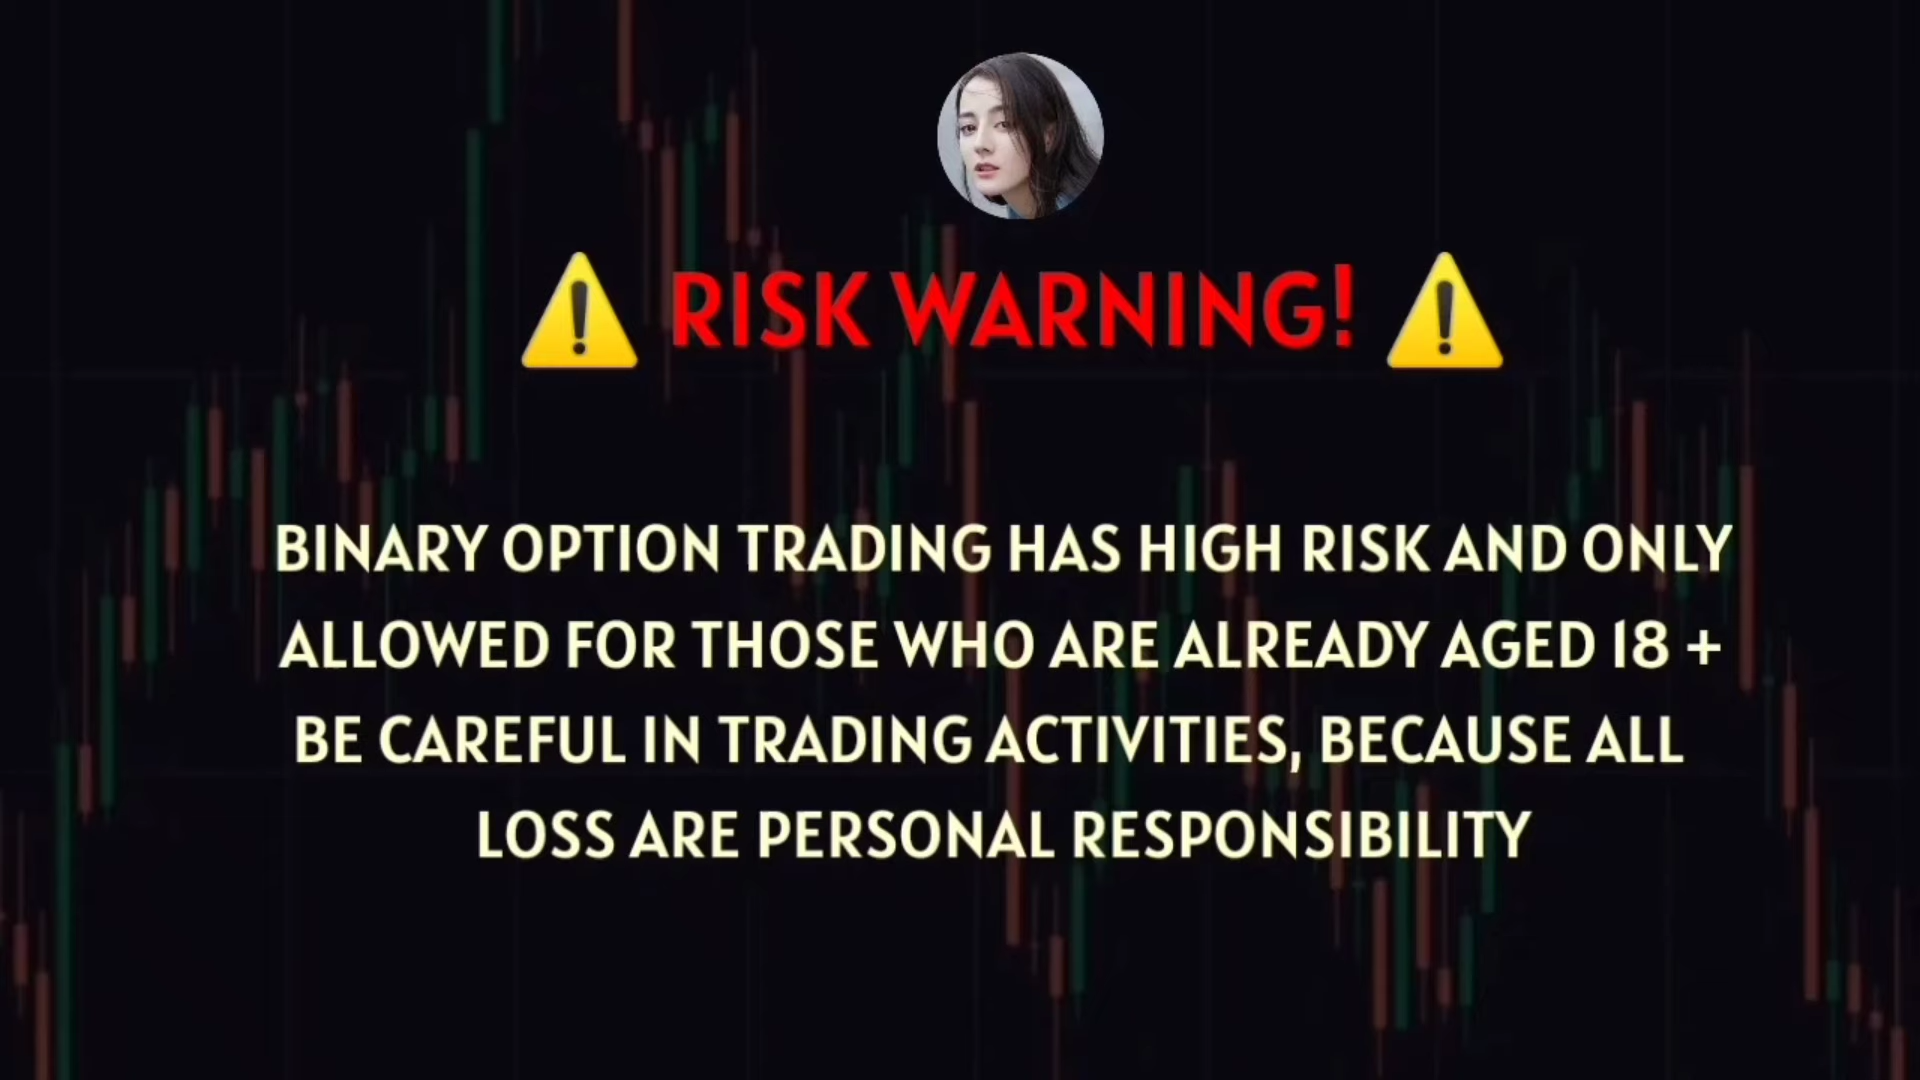 ⚠️ RISK WARNING! ⚠️
BINARY OPTION TRADING HAS HIGH RISK AND ONLY
ALLOWED FOR THOSE WHO ARE ALREADY AGED 18 +
BE CAREFUL IN TRADING ACTIVITIES, BECAUSE ALL
LOSS ARE PERSONAL RESPONSIBILITY